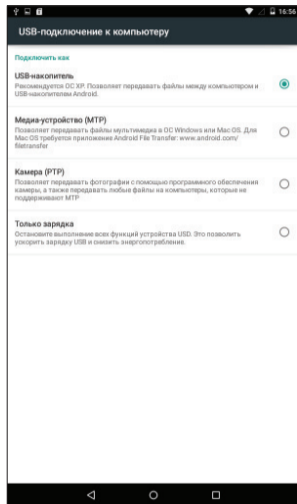 16:56
USB-подключение к компьютеру
Подключить как
USB-накопитель
Рекомендуется ОС XP. Позволяет передавать файлы между компьютером и
USB-накопителем Android.
Медиа-устройство (MTP)
Позволяет передавать файлы мультимедиа в ОС Windows или Mac OS. Для
Mac OS требуется приложение Android File Transfer: www.android.com/
filetransfer
Камера (PTP)
Позволяет передавать фотографии с помощью программного обеспечения
камеры, а также передавать любые файлы на компьютеры, которые не
поддерживают MTP
Только зарядка
Остановите выполнение всех функций устройства USD. Это позволить
ускорить зарядку USB и снизить энергопотребление.